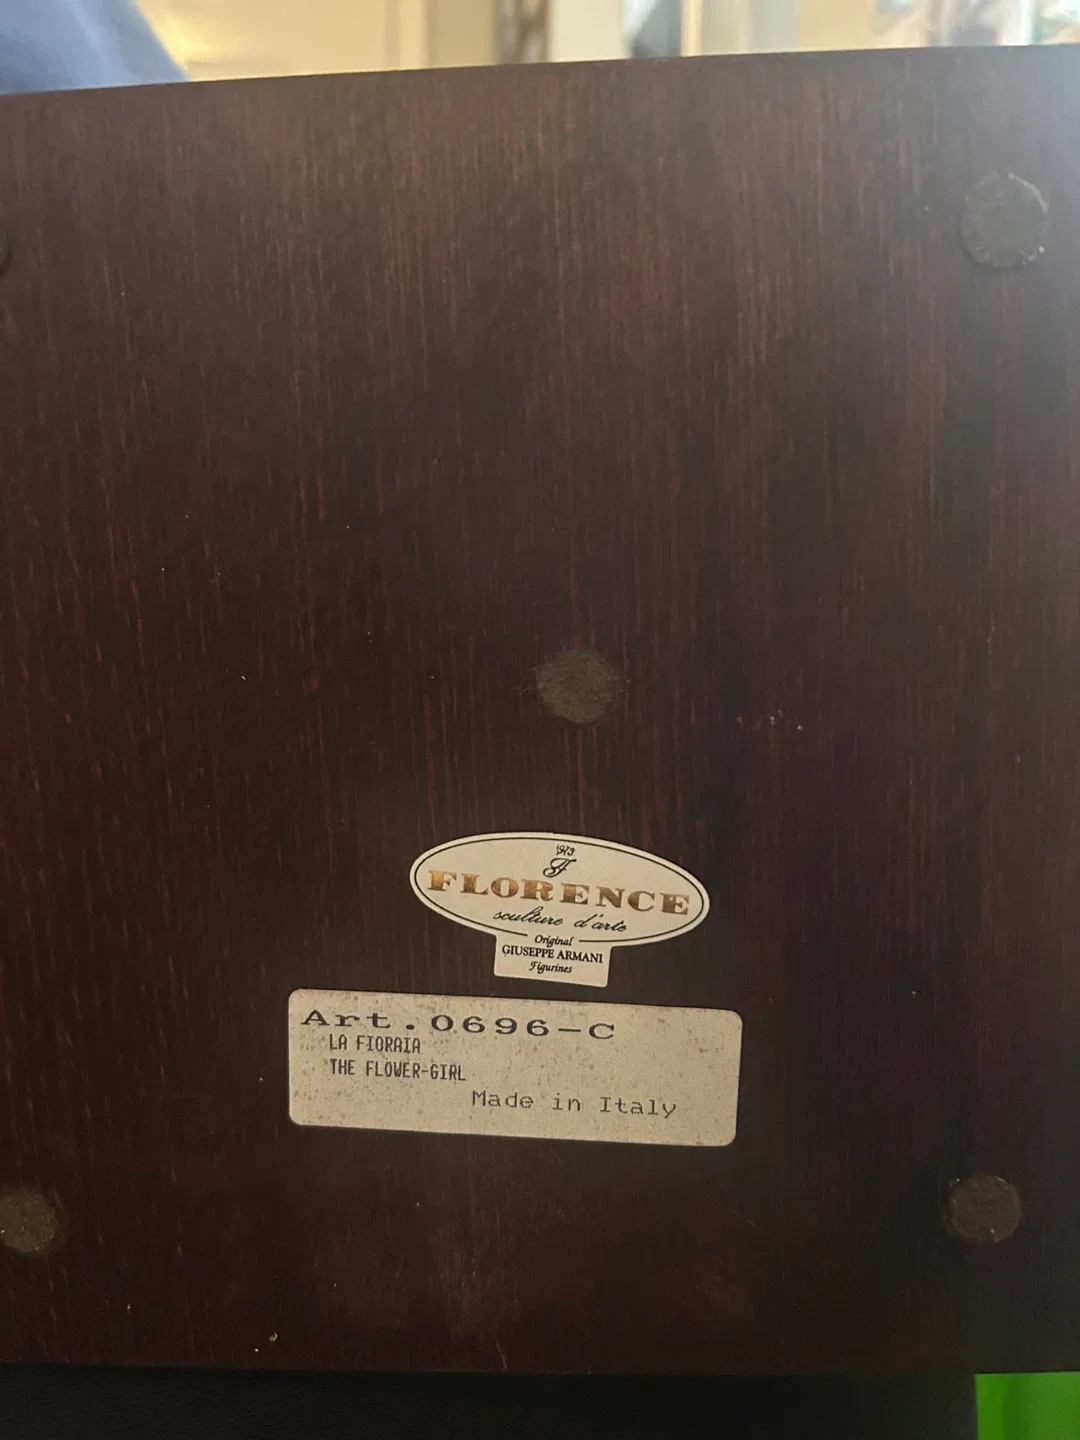 1973
F
FLORENCE
sculture d'arte
Original
GIUSEPPE ARMANI
Figurines
Art.0696-C
LA FIORAIA
THE FLOWER-GIRL
Made in Italy